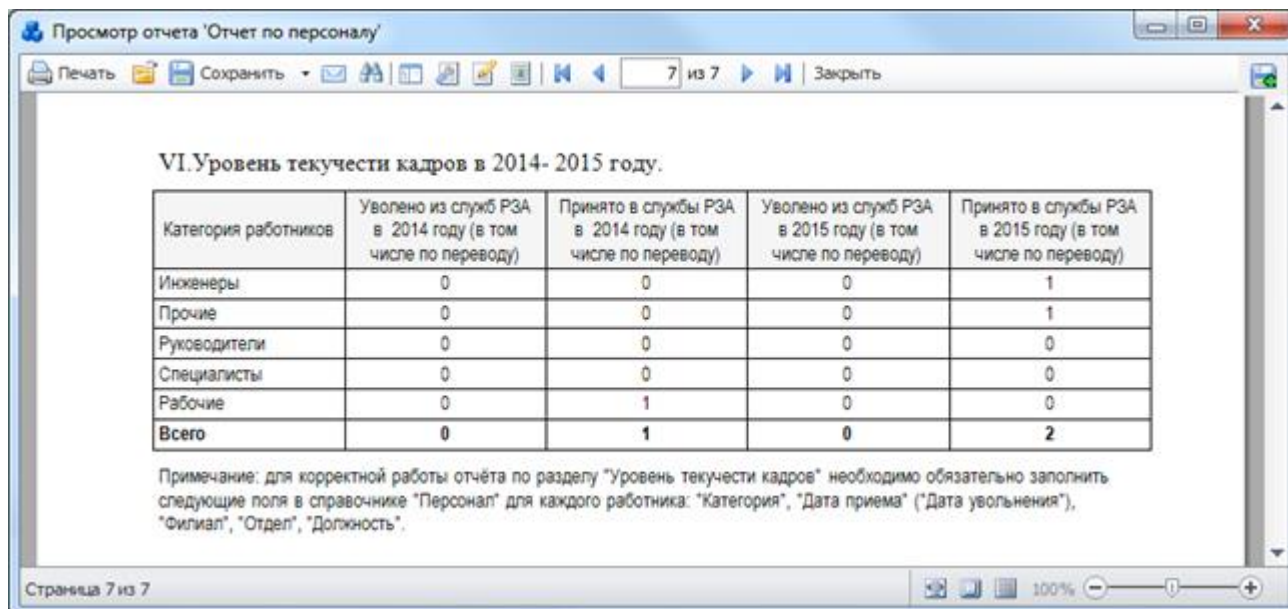 Просмотр отчета 'Отчет по персоналу'
Печать Сохранить 7 из 7 Закрыть
VI.Уровень текучести кадров в 2014- 2015 году.
Категория работников
Уволено из служб РЗА
в 2014 году (в том
числе по переводу)
Принято в службы РЗА
в 2014 году (в том
числе по переводу)
Уволено из служб РЗА
в 2015 году (в том
числе по переводу)
Принято в службы РЗА
в 2015 году (в том
числе по переводу)
Инженеры 0 0 0 1
Прочие 0 0 0 1
Руководители 0 0 0 0
Специалисты 0 0 0 0
Рабочие 0 1 0 0
Всего 0 1 0 2
Примечание: для корректной работы отчёта по разделу "Уровень текучести кадров" необходимо обязательно заполнить
следующие поля в справочнике "Персонал" для каждого работника: "Категория", "Дата приема" ("Дата увольнения"),
"Филиал", "Отдел", "Должность".
Страница 7 из 7 100%